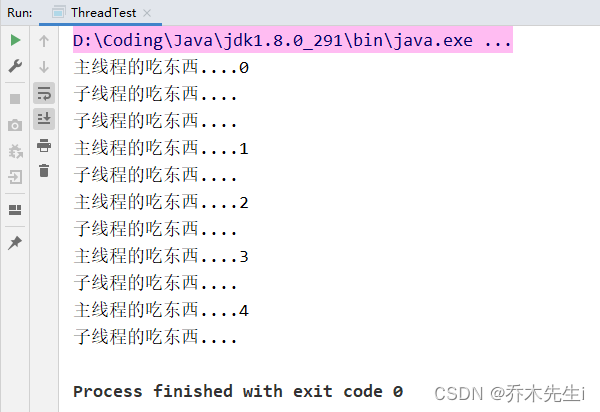 Run: ThreadTest
D:\Coding\Java\jdk1.8.0_291\bin\java.exe ...
主线程的吃东西....0
子线程的吃东西....
子线程的吃东西....
主线程的吃东西....1
子线程的吃东西....
主线程的吃东西....2
子线程的吃东西....
主线程的吃东西....3
子线程的吃东西....
主线程的吃东西....4
子线程的吃东西....
Process finished with exit code 0
CSDN @乔木先生i